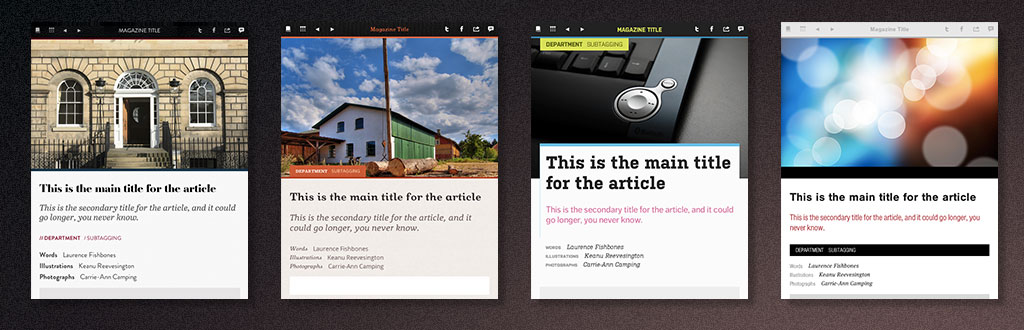 MAGAZINE TITLE
This is the main title for the article
This is the secondary title for the article, and it could
go longer, you never know.
//DEPARTMENT /SUBTAGGING
Words Laurence Fishbones
Illustrations Keanu Reevesington
Photographs Carrie-Ann Camping
Magazine Title
DEPARTMENT SUBTAGGING
This is the main title for the article
This is the secondary title for the article, and it
could go longer, you never know.
Words Laurence Fishbones
Illustrations Keanu Reevesington
Photographs Carrie-Ann Camping
MAGAZINE TITLE
DEPARTMENT SUBTAGGING
This is the main title
for the article
This is the secondary title for the article, and it could
go longer, you never know.
WORDS Laurence Fishbones
ILLUSTRATIONS Keanu Reevesington
PHOTOGRAPHS Carrie-Ann Camping
Magazine Title
This is the main title for the article
This is the secondary title for the article, and it could go longer, you
never know.
DEPARTMENT SUBTAGGING
Words Laurence Fishbones
Illustrations Keanu Reevesington
Photographs Carrie-Ann Camping